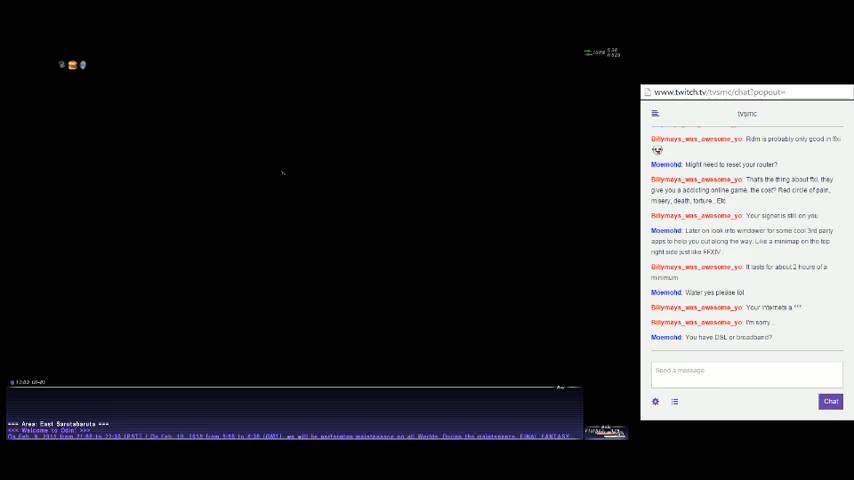 www.twitch.tv/tvsmc/chat?popout=
tvsmc
Billymays_was_awesome_yo: Rdm is probably only good in ffxi
Moemohd: Might need to reset your router?
Billymays_was_awesome_yo: That's the thing about ffxi, they
give you a addicting online game, the cost? Red circle of pain,
misery, death, torture.. Etc
Billymays_was_awesome_yo: Your signet is still on you
Moemohd: Later on look into windower for some cool 3rd party
apps to help you out along the way. Like a minimap on the top
right side just like FFXIV .
Billymays_was_awesome_yo: It lasts for about 2 hours of a
minimum
Moemohd: Water yes please lol
Billymays_was_awesome_yo: Your internets a ***
Billymays_was_awesome_yo: I'm sorry...
Moemohd: You have DSL or broadband?
Send a message
Chat
=== Area: East Sarutabaruta ===
<<< Welcome to Odin! >>>